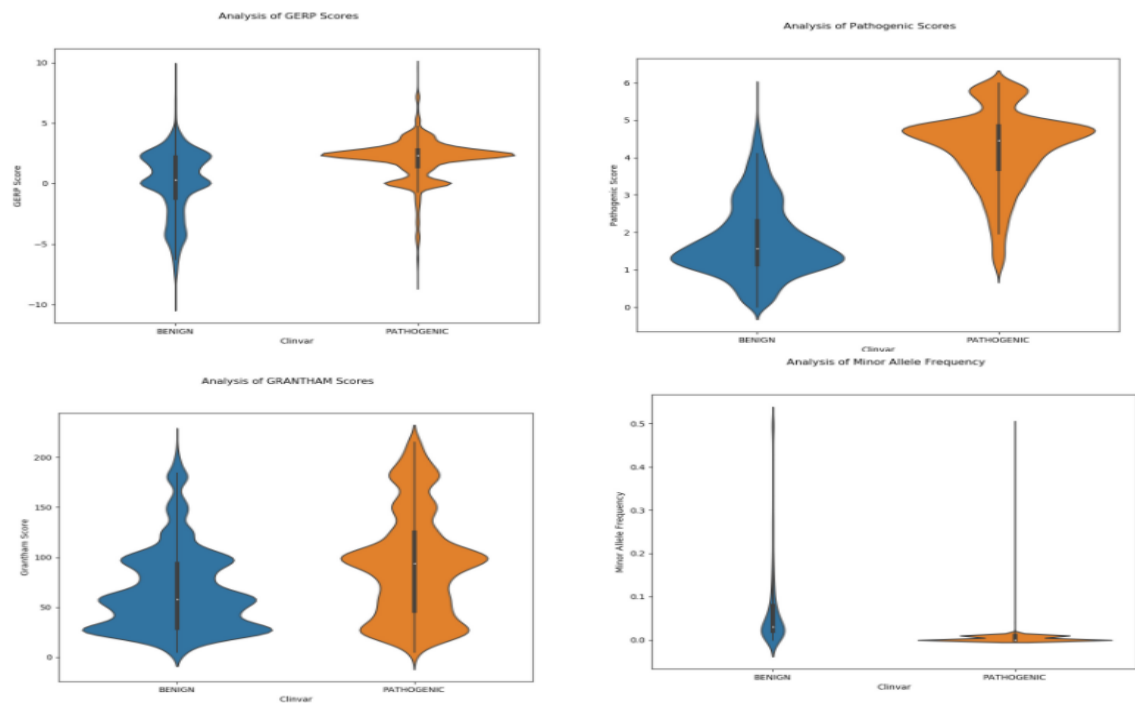 Analysis of GERP Scores
10
5
0
−5
−10
GERP Score
BENIGN
PATHOGENIC
Clinvar
Analysis of Pathogenic Scores
6
5
4
3
2
1
0
Pathogenic Score
BENIGN
PATHOGENIC
Clinvar
Analysis of GRANTHAM Scores
200
150
100
50
0
Grantham Score
BENIGN
PATHOGENIC
Clinvar
Analysis of Minor Allele Frequency
0.5
0.4
0.3
0.2
0.1
0.0
Minor Allele Frequency
BENIGN
PATHOGENIC
Clinvar